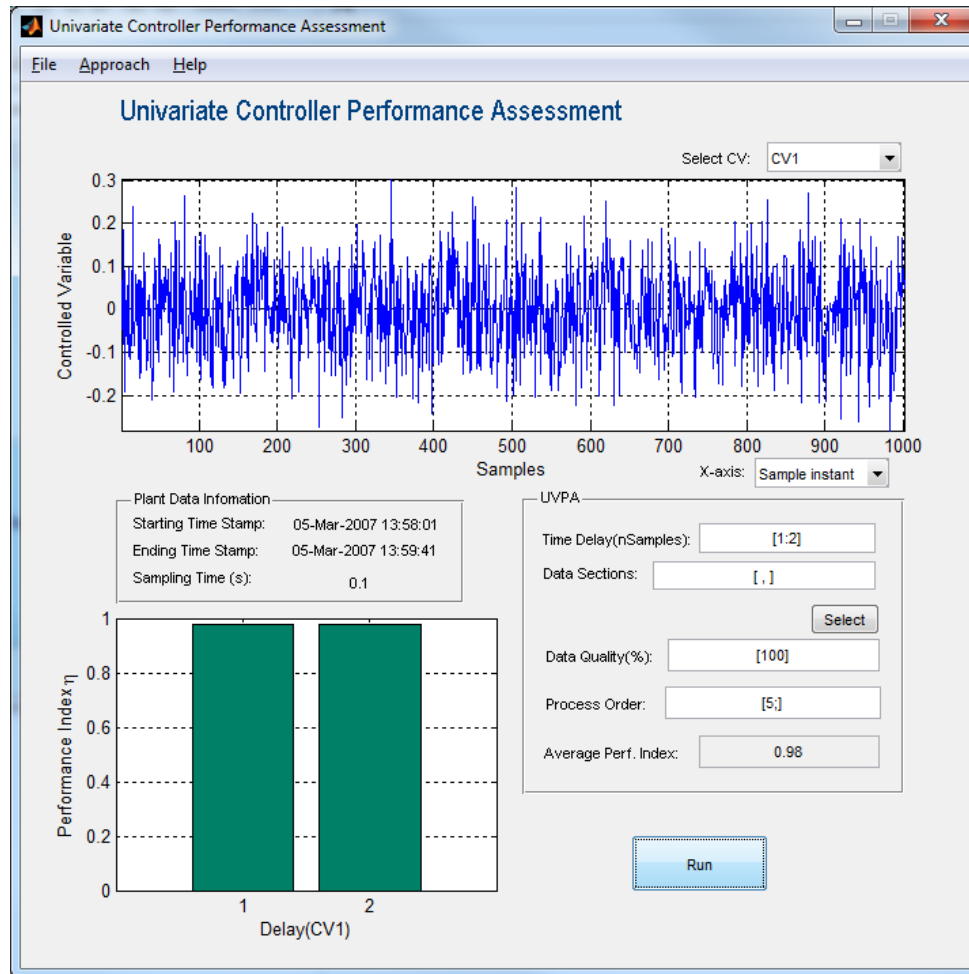 Univariate Controller Performance Assessment
File Approach Help
Univariate Controller Performance Assessment
Select CV: CV1
Controlled Variable
0.3
0.2
0.1
0
-0.1
-0.2
100 200 300 400 500 600 700 800 900 1000
Samples
X-axis: Sample instant
Plant Data Infomation
Starting Time Stamp: 05-Mar-2007 13:58:01
Ending Time Stamp: 05-Mar-2007 13:59:41
Sampling Time (s): 0.1
UVPA
Time Delay(nSamples): [1:2]
Data Sections: [ , ]
Select
Data Quality(%): [100]
Process Order: [5;]
Average Perf. Index: 0.98
Run
Performance Index η
1
0.8
0.6
0.4
0.2
0
1 2
Delay(CV1)